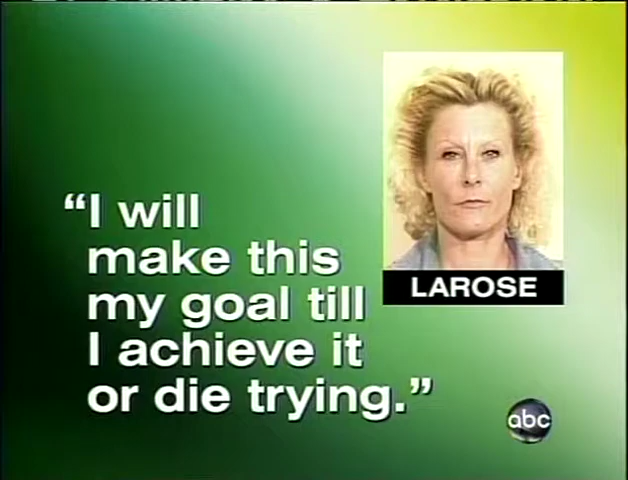 “I will
make this
my goal till
I achieve it
or die trying.”
LAROSE
abc